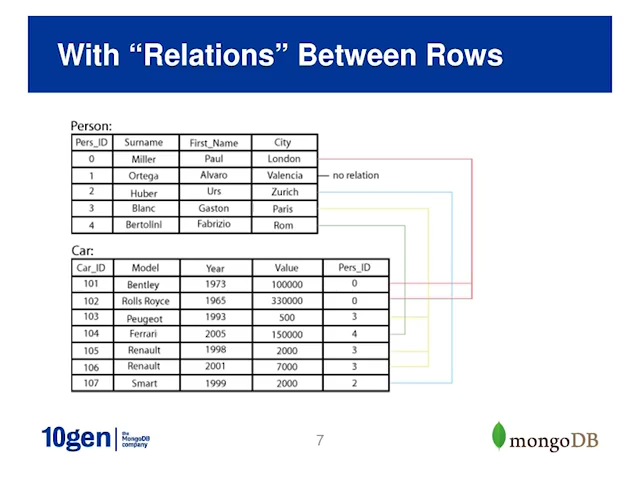 With “Relations” Between Rows
Person:
Pers_ID Surname First_Name City
0 Miller Paul London
1 Ortega Alvaro Valencia no relation
2 Huber Urs Zurich
3 Blanc Gaston Paris
4 Bertolini Fabrizio Rom
Car:
Car_ID Model Year Value Pers_ID
101 Bentley 1973 100000 0
102 Rolls Royce 1965 330000 0
103 Peugeot 1993 500 3
104 Ferrari 2005 150000 4
105 Renault 1998 2000 3
106 Renault 2001 7000 3
107 Smart 1999 2000 2
10gen the MongoDB company
7
mongoDB